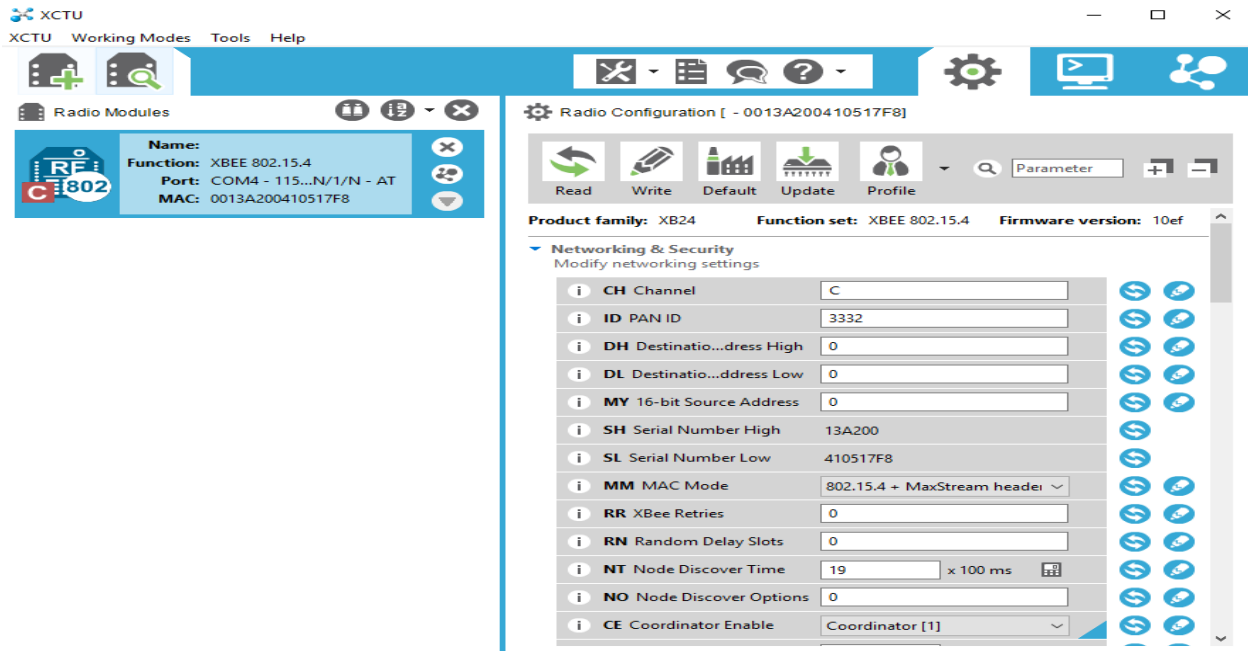 XCTU
XCTU Working Modes Tools Help
Radio Modules
Name:
Function: XBEE 802.15.4
Port: COM4 - 115...N/1/N - AT
MAC: 0013A200410517F8
RF
C 802
Radio Configuration [ - 0013A200410517F8]
Read Write Default Update Profile
Parameter
Product family: XB24 Function set: XBEE 802.15.4 Firmware version: 10ef
Networking & Security
Modify networking settings
i CH Channel C
i ID PAN ID 3332
i DH Destinatio...dress High 0
i DL Destinatio...ddress Low 0
i MY 16-bit Source Address 0
i SH Serial Number High 13A200
i SL Serial Number Low 410517F8
i MM MAC Mode 802.15.4 + MaxStream header
i RR XBee Retries 0
i RN Random Delay Slots 0
i NT Node Discover Time 19 x 100 ms
i NO Node Discover Options 0
i CE Coordinator Enable Coordinator [1]